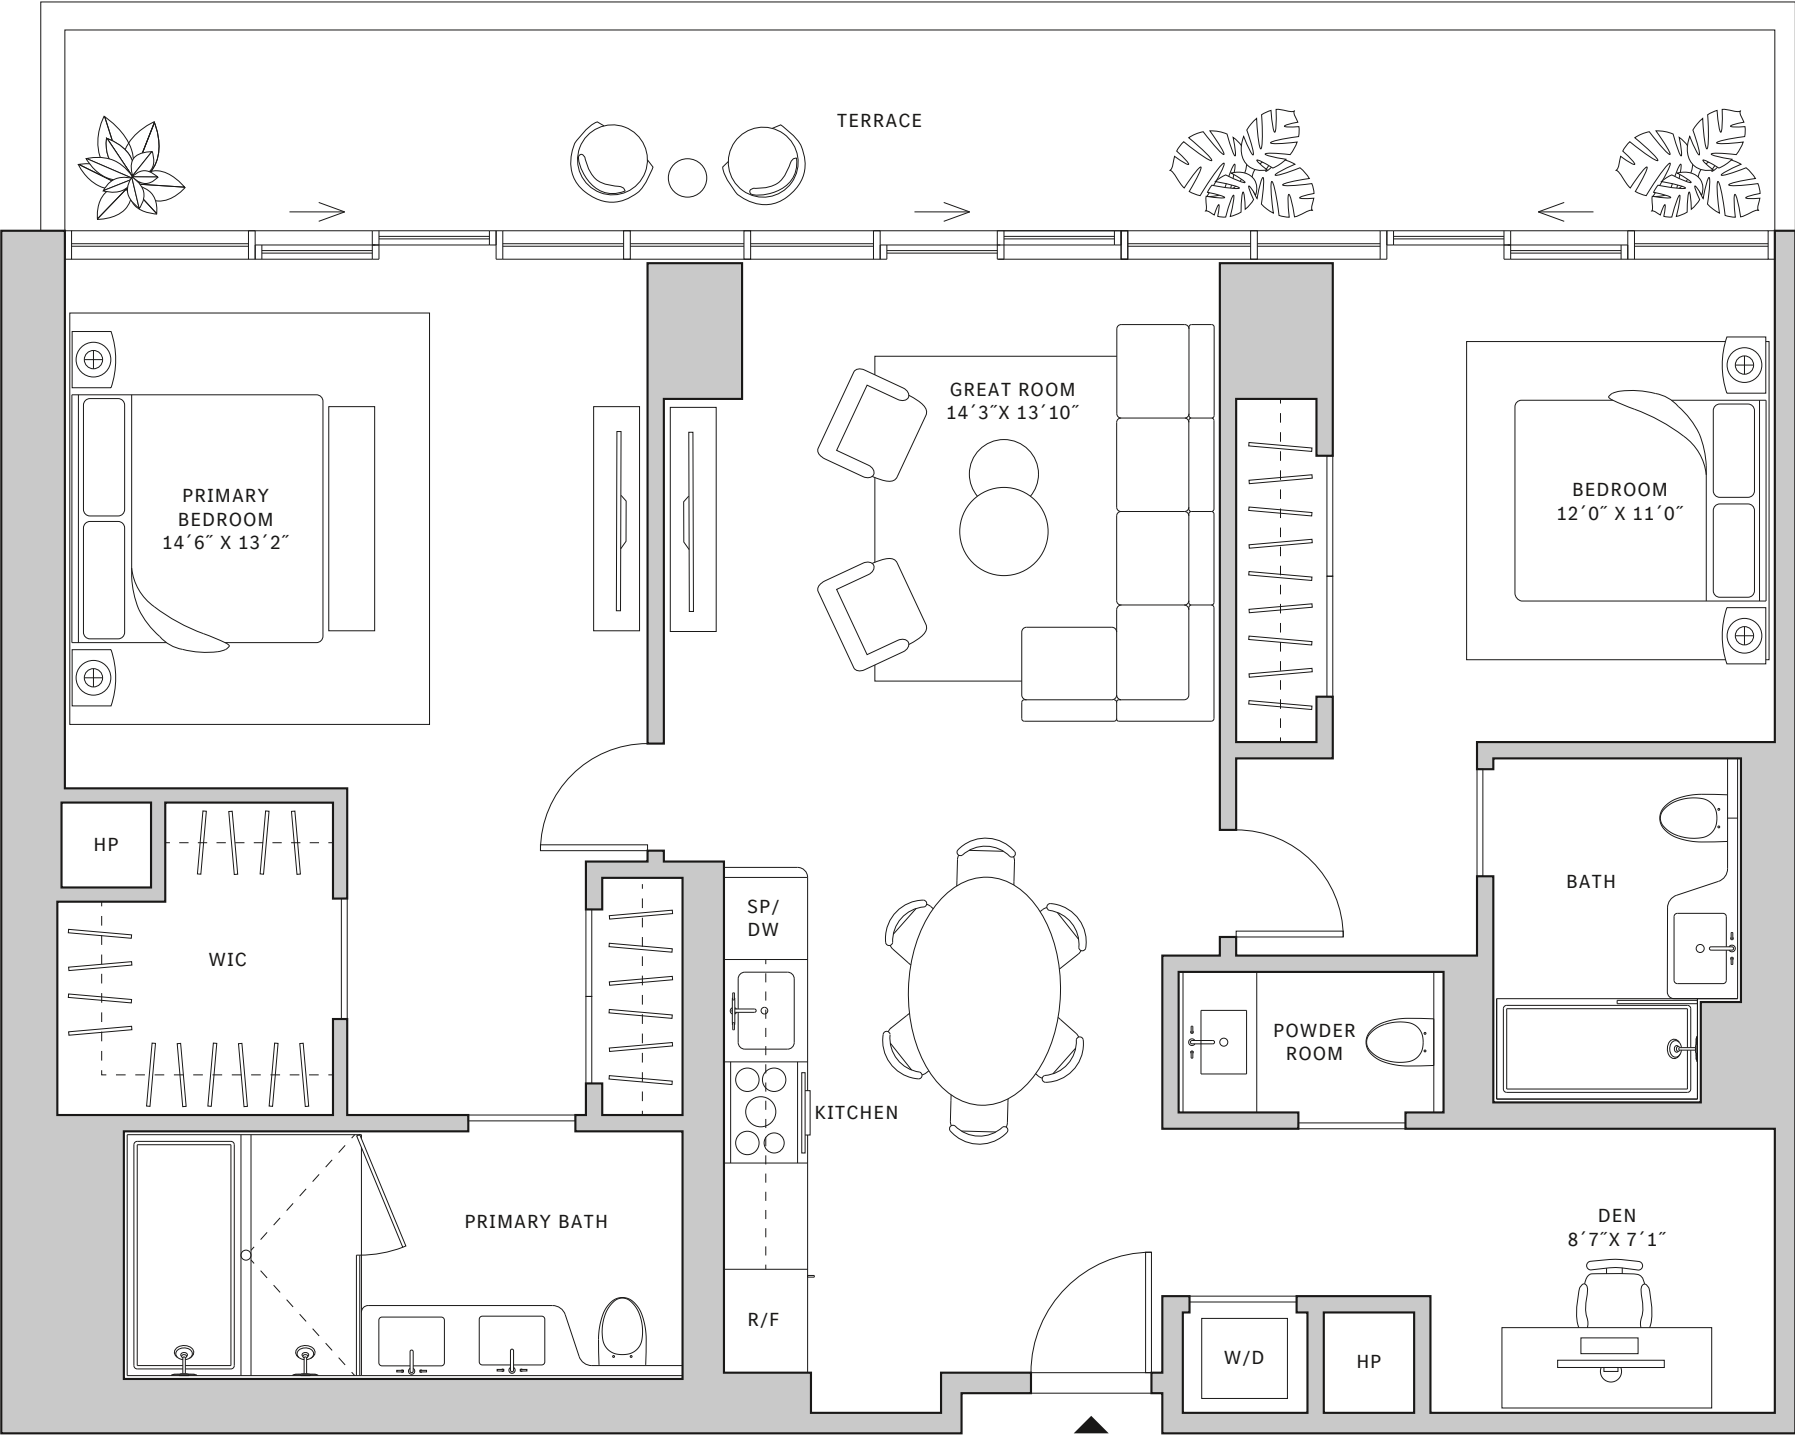 TERRACE
GREAT ROOM
14´3˝X 13´10˝
PRIMARY
BEDROOM
14´6˝ X 13´2˝
BEDROOM
12´0˝ X 11´0˝
HP
WIC
SP/
DW
BATH
POWDER
ROOM
KITCHEN
PRIMARY BATH
DEN
8´7˝X 7´1˝
R/F
W/D
HP